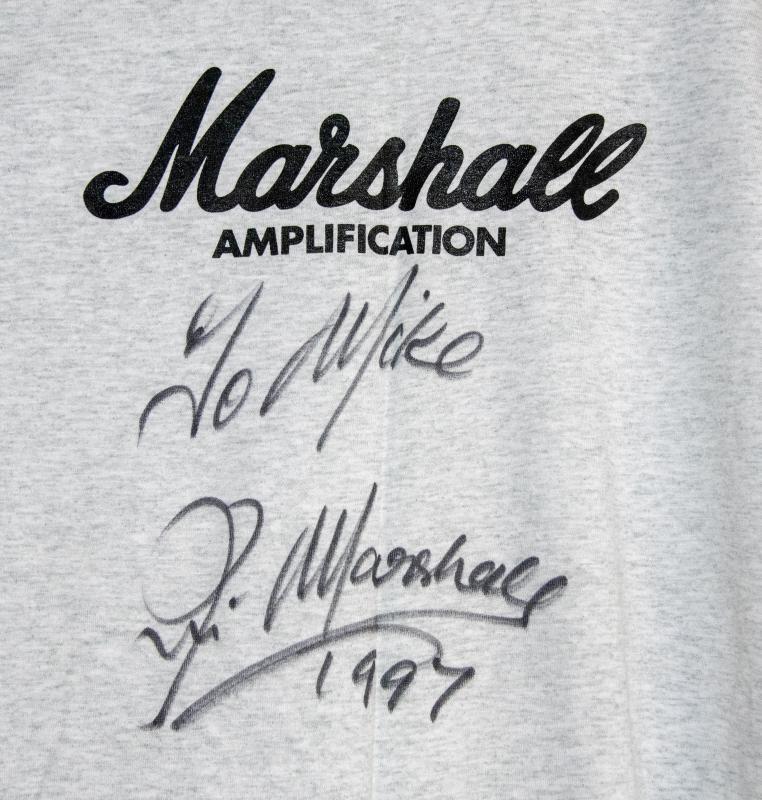 Marshall
AMPLIFICATION
To Mike
J. Marshall
1997